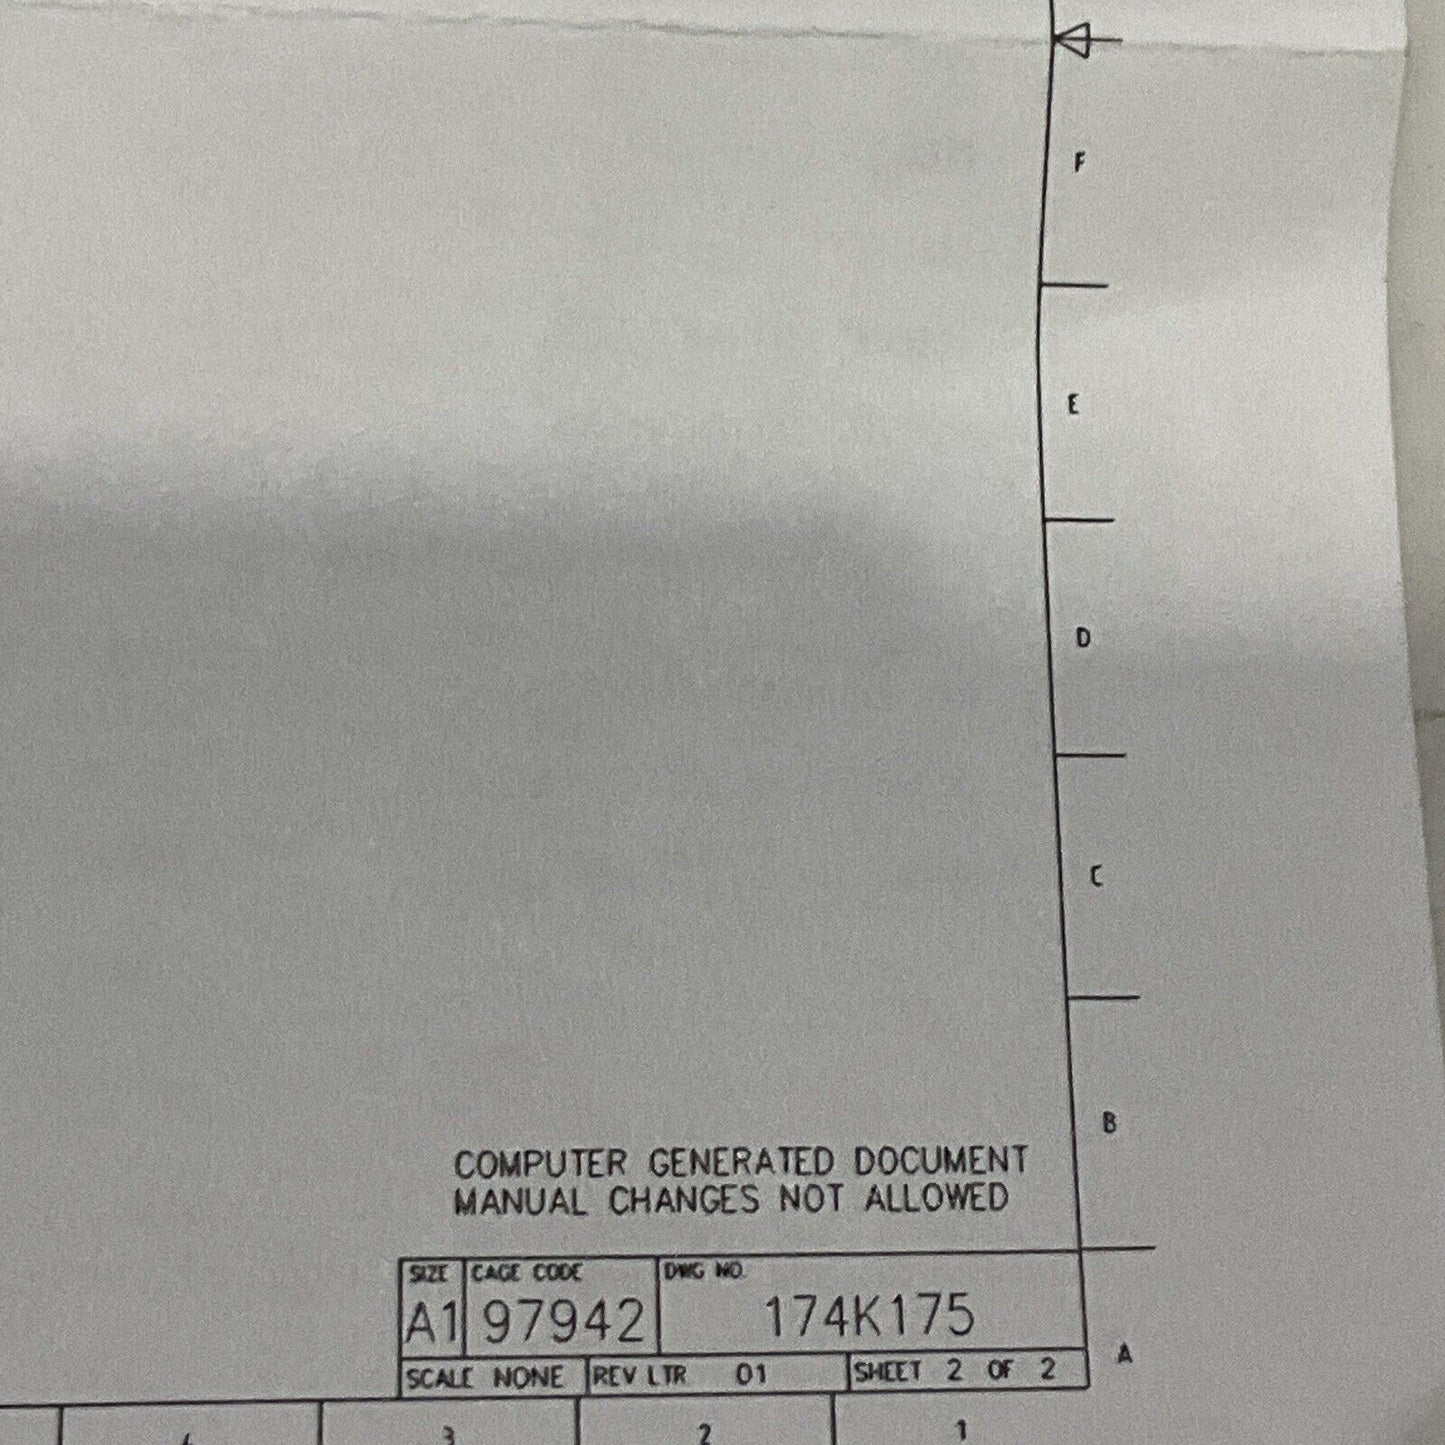 F
E
D
C
B
COMPUTER GENERATED DOCUMENT
MANUAL CHANGES NOT ALLOWED
SIZE CAGE CODE DWG NO.
A1 97942 174K175
A
SCALE NONE REV LTR 01 SHEET 2 OF 2
3 2 1